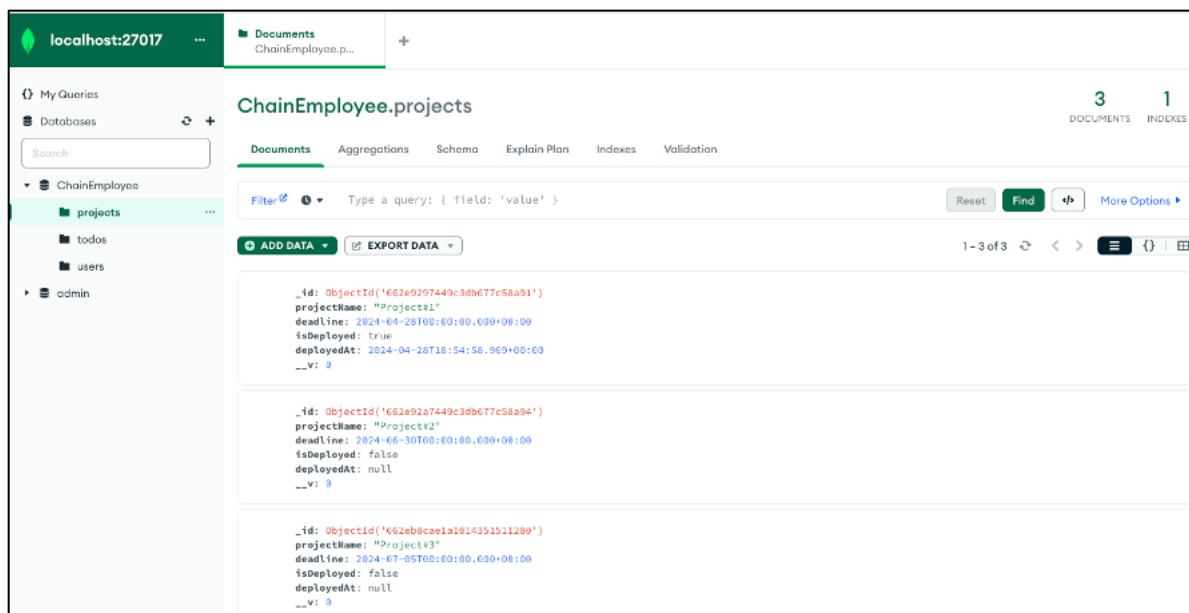 localhost:27017 ...
Documents
ChainEmployee.p...
+
{} My Queries
Databases
Search
ChainEmployee
projects ...
todos
users
admin
ChainEmployee.projects
3
DOCUMENTS
1
INDEXES
Documents Aggregations Schema Explain Plan Indexes Validation
Filter Type a query: { field: 'value' } Reset Find </> More Options
ADD DATA EXPORT DATA 1 – 3 of 3 {}
_id: ObjectId('662e9297449c3db677c58a91')
projectName: "Project#1"
deadline: 2024-04-28T00:00:00.000+00:00
isDeployed: true
deployedAt: 2024-04-28T18:54:58.969+00:00
__v: 0
_id: ObjectId('662e92a7449c3db677c58a94')
projectName: "Project#2"
deadline: 2024-06-30T00:00:00.000+00:00
isDeployed: false
deployedAt: null
__v: 0
_id: ObjectId('662eb8cae1a1014351511280')
projectName: "Project#3"
deadline: 2024-07-05T00:00:00.000+00:00
isDeployed: false
deployedAt: null
__v: 0